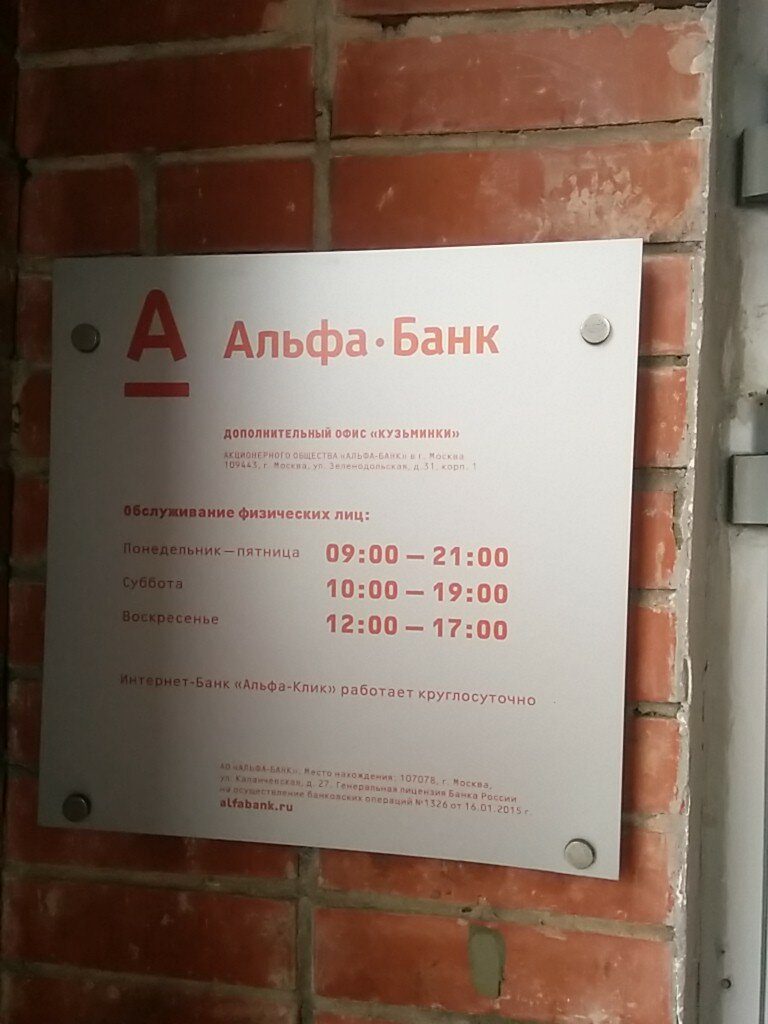 А
Альфа·Банк
ДОПОЛНИТЕЛЬНЫЙ ОФИС «КУЗЬМИНКИ»
АКЦИОНЕРНОГО ОБЩЕСТВА «АЛЬФА-БАНК» в г. Москва
109443, г. Москва, ул. Зеленодольская, д.31, корп. 1
Обслуживание физических лиц:
Понедельник — пятница 09:00 — 21:00
Суббота 10:00 — 19:00
Воскресенье 12:00 — 17:00
Интернет-Банк «Альфа-Клик» работает круглосуточно
АО «АЛЬФА-БАНК». Место нахождения: 107078, г. Москва,
ул. Каланчевская, д. 27. Генеральная лицензия Банка России
на осуществление банковских операций №1326 от 16.01.2015 г.
alfabank.ru